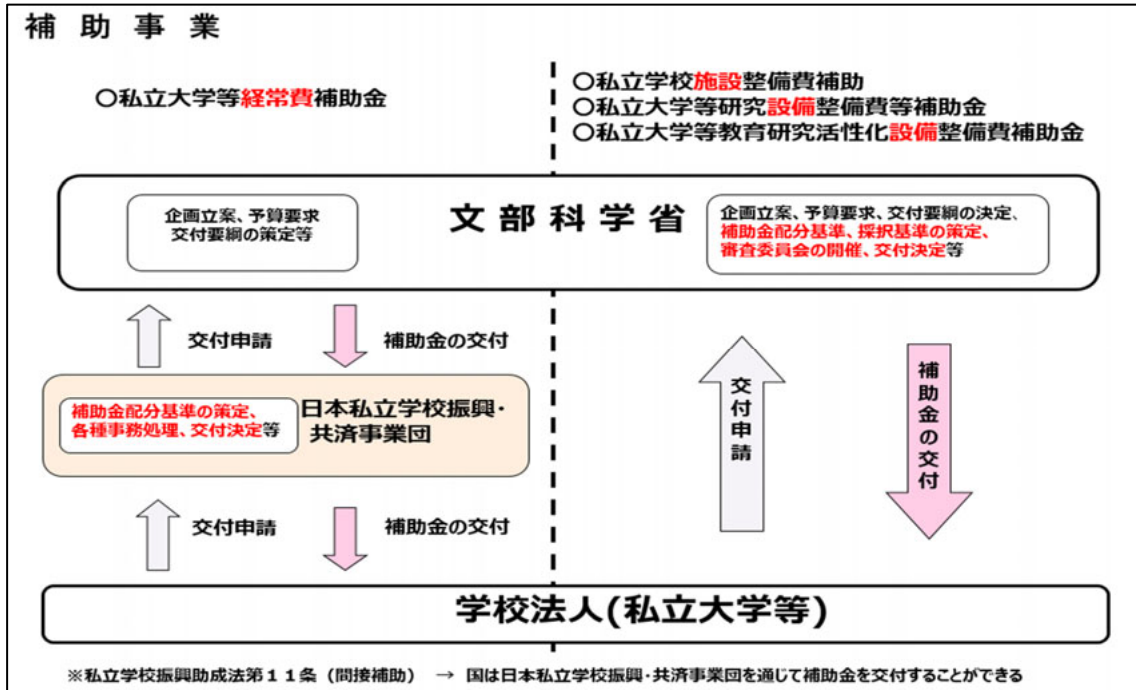 補助事業
〇私立大学等経常費補助金
〇私立学校施設整備費補助
〇私立大学等研究設備整備費等補助金
〇私立大学等教育研究活性化設備整備費補助金
企画立案、予算要求
交付要綱の策定等
文部科学省
企画立案、予算要求、交付要綱の決定、
補助金配分基準、採択基準の策定、
審査委員会の開催、交付決定等
交付申請
補助金の交付
補助金配分基準の策定、
各種事務処理、交付決定等
日本私立学校振興・
共済事業団
交付申請
補助金の交付
交付申請
補助金の交付
学校法人(私立大学等)
※私立学校振興助成法第11条（間接補助） → 国は日本私立学校振興・共済事業団を通じて補助金を交付することができる